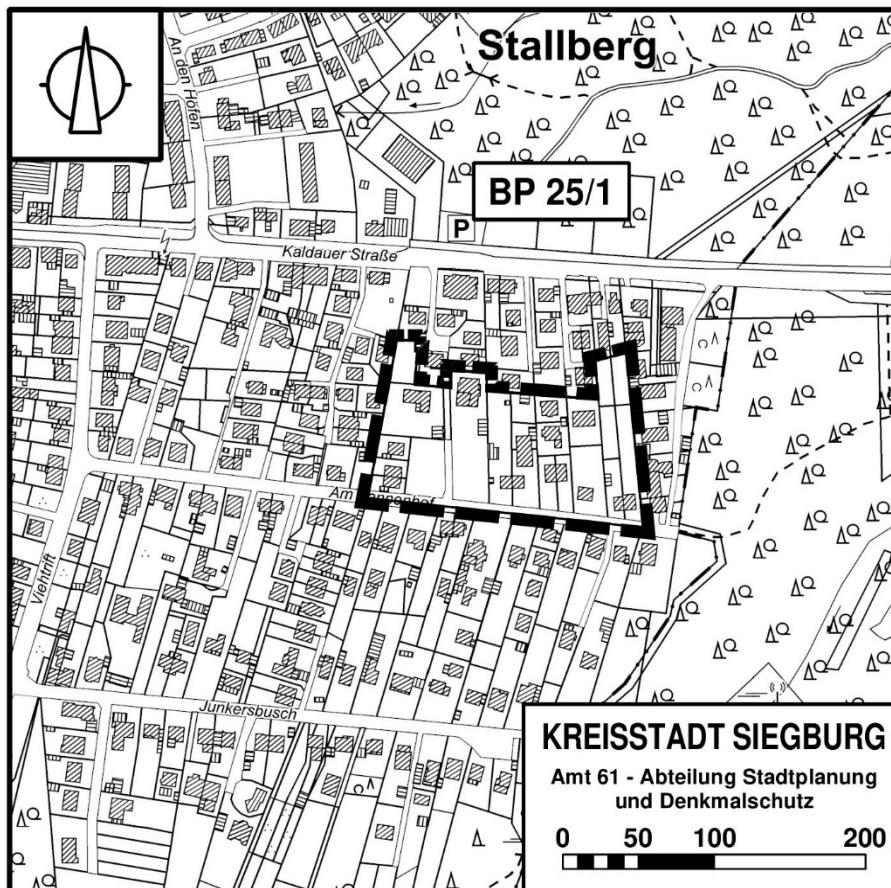 Stallberg
An den Höfen
BP 25/1
P
Kaldauer Straße
Viehtrift
Junkersbusch
KREISSTADT SIEGBURG
Amt 61 - Abteilung Stadtplanung
und Denkmalschutz
0 50 100 200